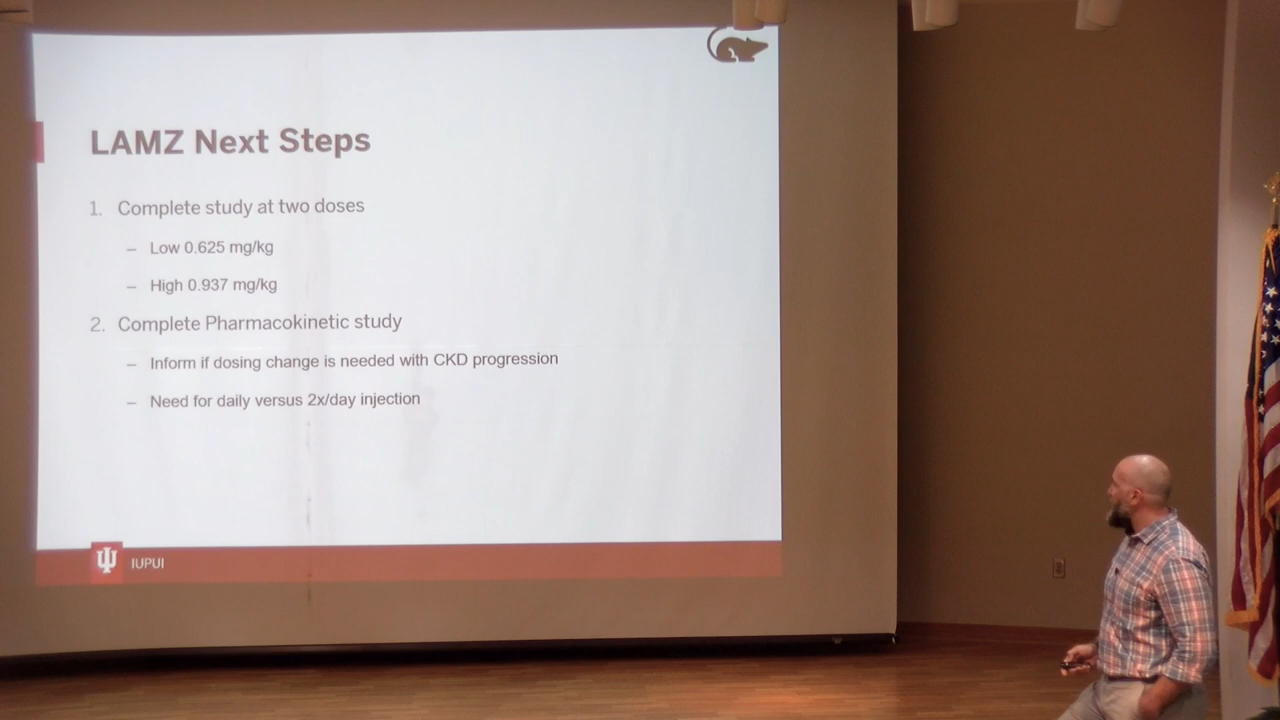 LAMZ Next Steps
1. Complete study at two doses
– Low 0.625 mg/kg
– High 0.937 mg/kg
2. Complete Pharmacokinetic study
– Inform if dosing change is needed with CKD progression
– Need for daily versus 2x/day injection
IUPUI